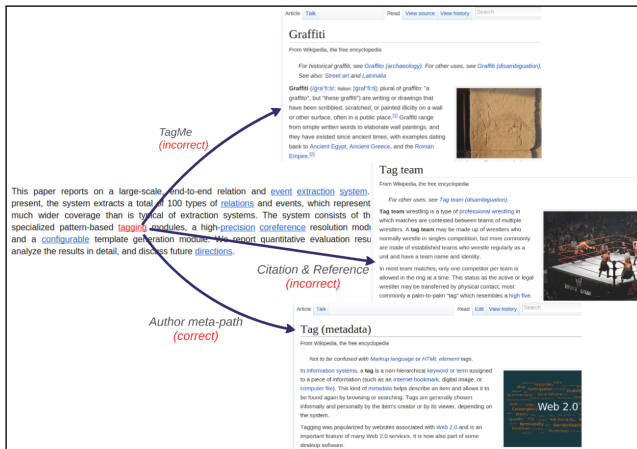 Article Talk Read View source View history Search
Graffiti
From Wikipedia, the free encyclopedia
For historical graffiti, see Graffito (archaeology). For other uses, see Graffiti (disambiguation).
See also: Street art and Latrinalia
plural of graffito: "a
graffito", but "these graffiti") are writing or drawings that
have been scribbled, scratched, or painted illicitly on a wall
or other surface, often in a public place.[1] Graffiti range
from simple written words to elaborate wall paintings, and
they have existed since ancient times, with examples dating
back to Ancient Egypt, Ancient Greece, and the Roman
Empire.[2]
TagMe
(incorrect)
This paper reports on a large-scale, end-to-end relation and event extraction system.
present, the system extracts a total of 100 types of relations and events, which represent
much wider coverage than is typical of extraction systems. The system consists of th
specialized pattern-based tagging modules, a high-precision coreference resolution modu
and a configurable template generation module. We report quantitative evaluation resu
analyze the results in detail, and discuss future directions.
Tag team
From Wikipedia, the free encyclopedia
For other uses, see Tag team (disambiguation).
Tag team wrestling is a type of professional wrestling in
which matches are contested between teams of multiple
wrestlers. A tag team may be made up of wrestlers who
normally wrestle in singles competition, but more commonly
are made of established teams who wrestle regularly as a
unit and have a team name and identity.
In most team matches, only one competitor per team is
allowed in the ring at a time. This status as the active or legal
wrestler may be transferred by physical contact, most
commonly a palm-to-palm "tag" which resembles a high five.
Citation & Reference
(incorrect)
Author meta-path
(correct)
Article Talk Read Edit View history Search
Tag (metadata)
From Wikipedia, the free encyclopedia
Not to be confused with Markup language or HTML element tags.
In information systems, a tag is a non-hierarchical keyword or term assigned
to a piece of information (such as an internet bookmark, digital image, or
computer file). This kind of metadata helps describe an item and allows it to
be found again by browsing or searching. Tags are generally chosen
informally and personally by the item's creator or by its viewer, depending on
the system.
Tagging was popularized by websites associated with Web 2.0 and is an
important feature of many Web 2.0 services. It is now also part of some
desktop software.
Web 2.0